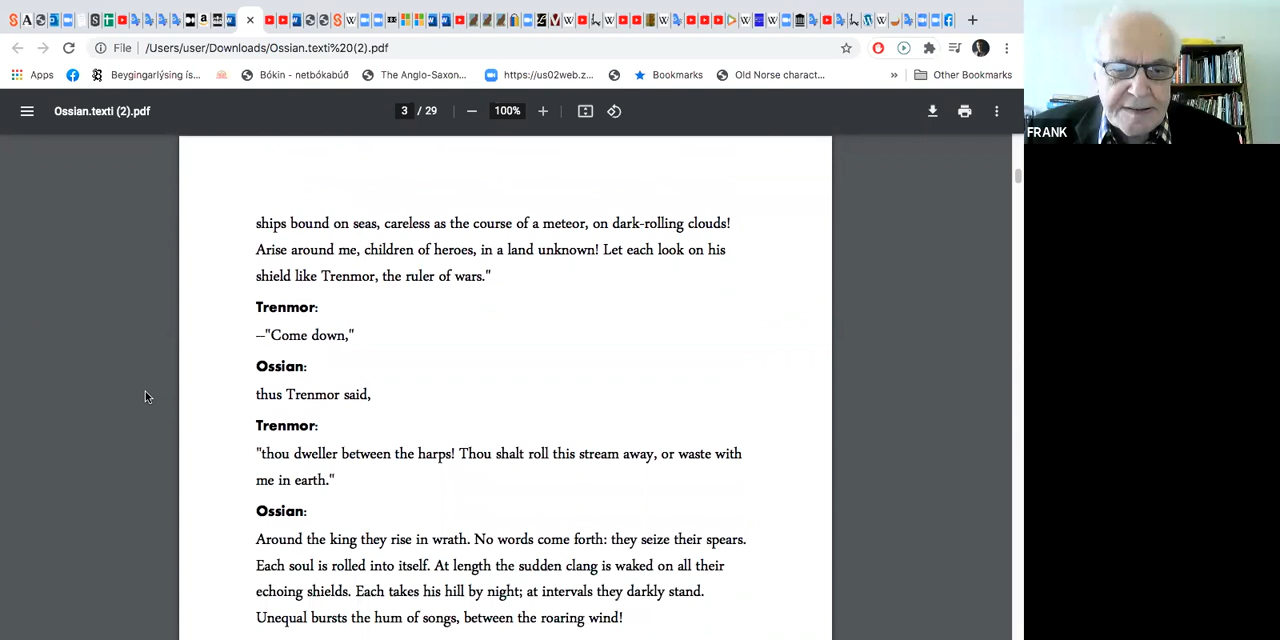 File
/Users/user/Downloads/Ossian.texti%20(2).pdf
Apps
Beygingarlýsing ís...
Bókin - netbókabúð
The Anglo-Saxon...
https://us02web.z...
Bookmarks
Old Norse charact...
»
Other Bookmarks
Ossian.texti (2).pdf
3 / 29
100%
FRANK
ships bound on seas, careless as the course of a meteor, on dark-rolling clouds!
Arise around me, children of heroes, in a land unknown! Let each look on his
shield like Trenmor, the ruler of wars."
Trenmor:
–"Come down,"
Ossian:
thus Trenmor said,
Trenmor:
"thou dweller between the harps! Thou shalt roll this stream away, or waste with
me in earth."
Ossian:
Around the king they rise in wrath. No words come forth: they seize their spears.
Each soul is rolled into itself. At length the sudden clang is waked on all their
echoing shields. Each takes his hill by night; at intervals they darkly stand.
Unequal bursts the hum of songs, between the roaring wind!